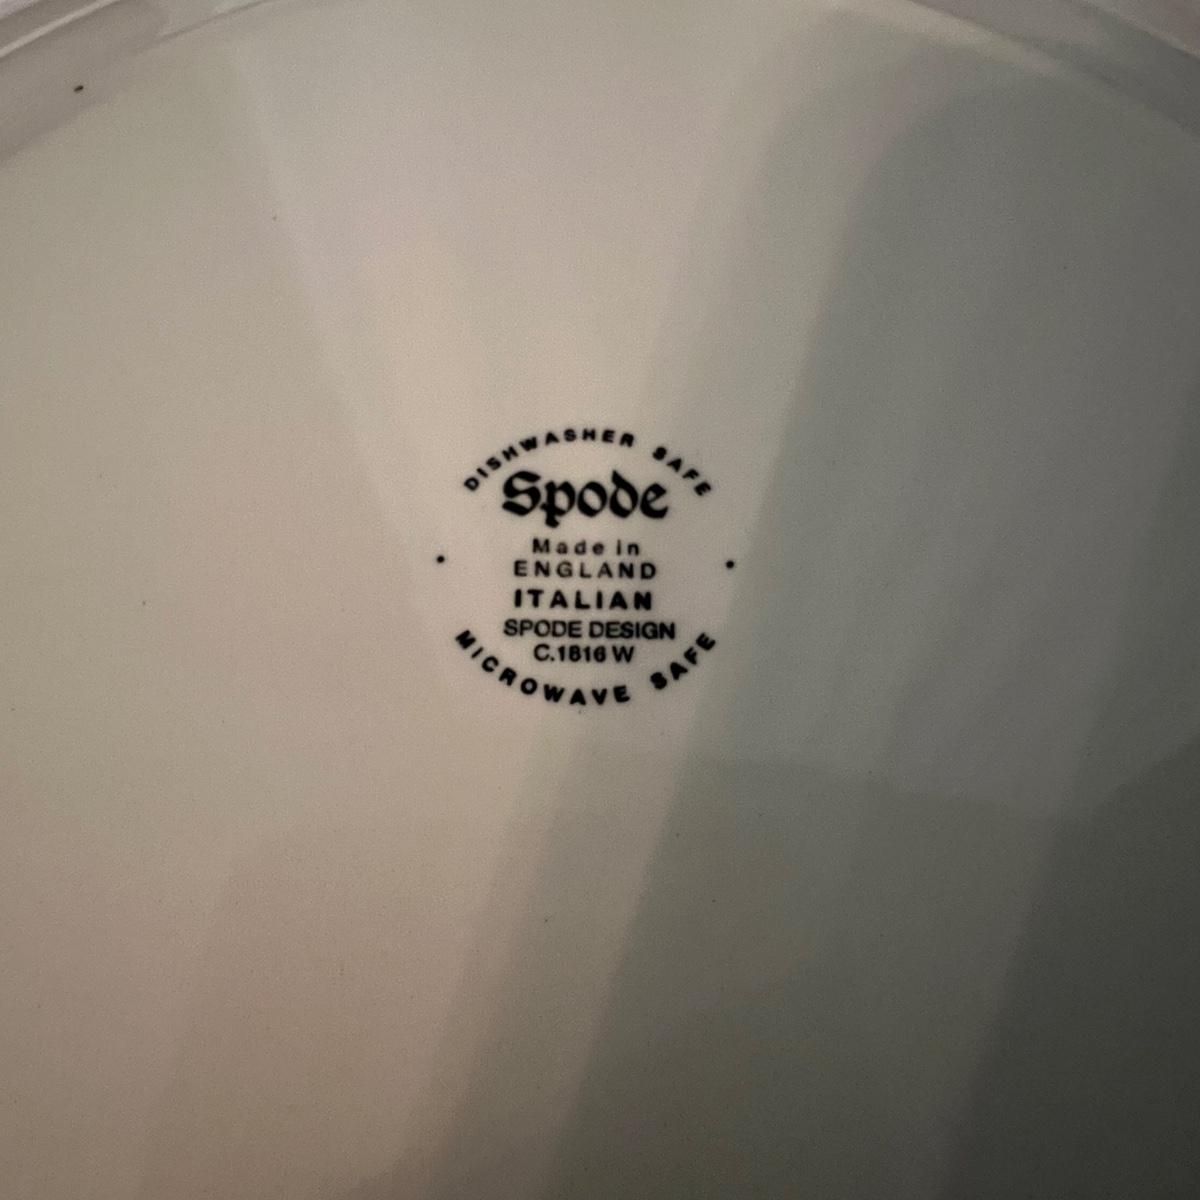 DISHWASHER SAFE
Spode
Made in
ENGLAND
ITALIAN
SPODE DESIGN
C.1816 W
MICROWAVE SAFE